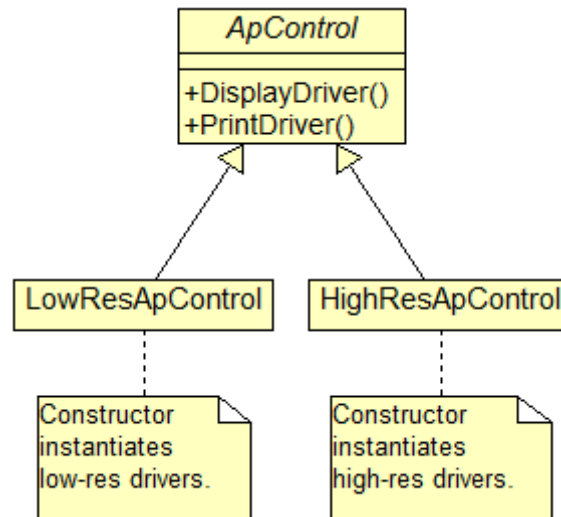 ApControl
+DisplayDriver()
+PrintDriver()
LowResApControl
HighResApControl
Constructor
instantiates
low-res drivers.
Constructor
instantiates
high-res drivers.